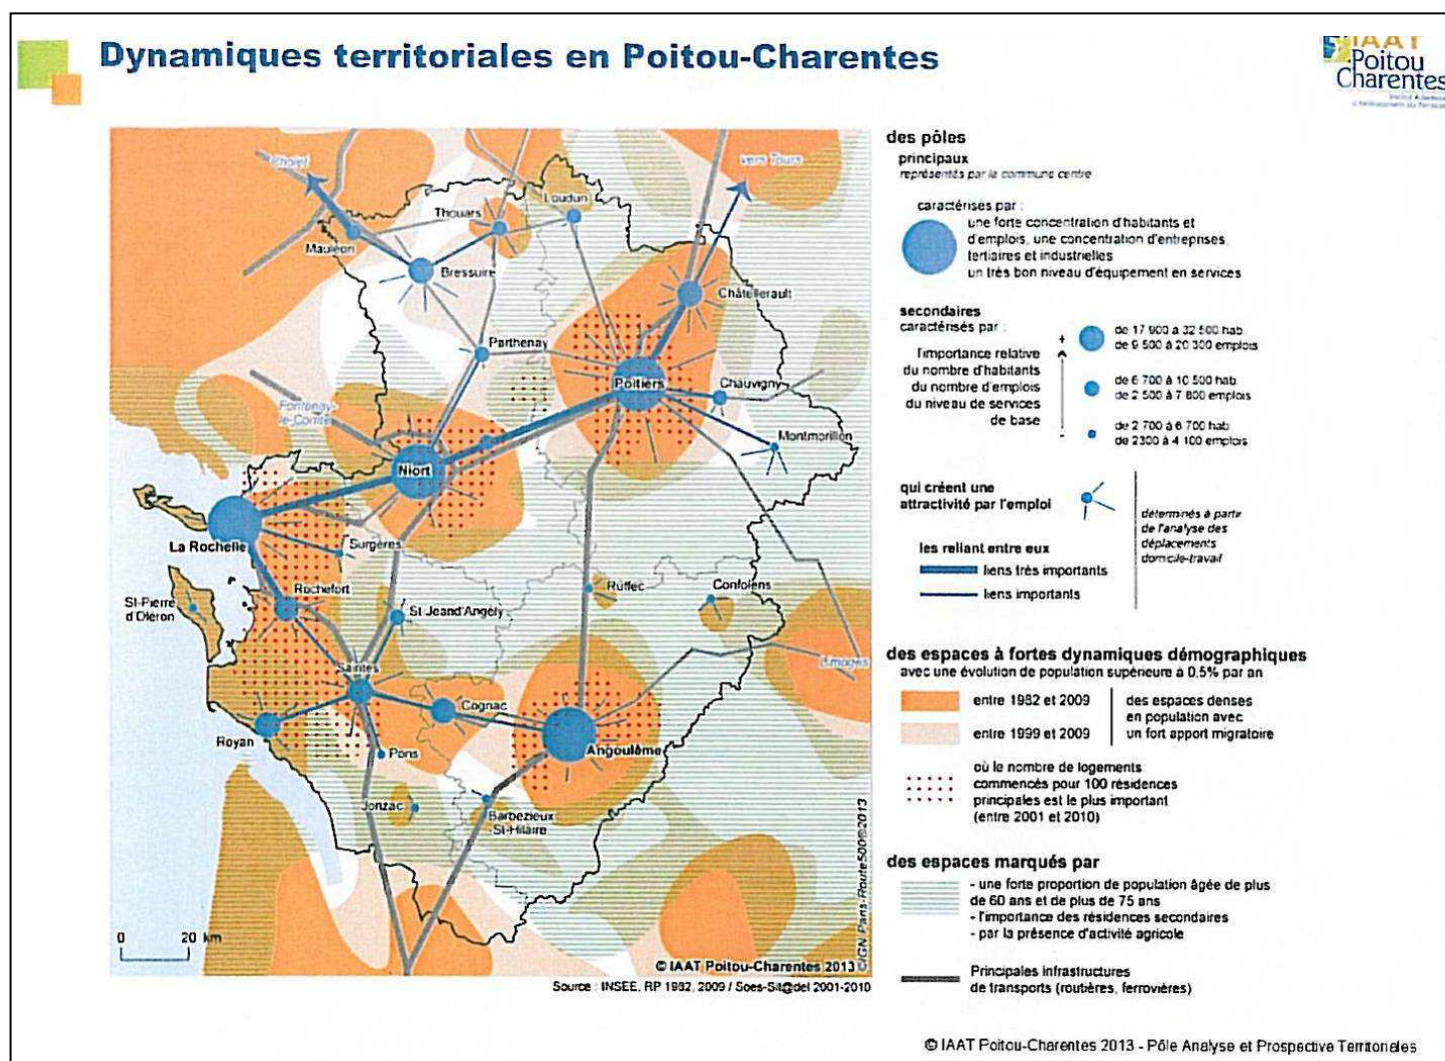 Dynamiques territoriales en Poitou-Charentes
IAAT
Poitou
Charentes
des pôles
principaux
représentés par la commune centre
caractérisés par :
une forte concentration d'habitants et
d'emplois, une concentration d'entreprises
tertiaires et industrielles
un très bon niveau d'équipement en services
secondaires
caractérisés par :
l'importance relative
du nombre d'habitants
du nombre d'emplois
du niveau de services
de base
+
-
de 17 900 à 32 500 hab
de 9 500 à 20 300 emplois
de 6 700 à 10 500 hab
de 2 500 à 7 800 emplois
de 2 700 à 6 700 hab
de 2300 à 4 100 emplois
qui créent une
attractivité par l'emploi
déterminés à partir
de l'analyse des
déplacements
domicile-travail
les reliant entre eux
liens très importants
liens importants
des espaces à fortes dynamiques démographiques
avec une évolution de population supérieure à 0,5% par an
entre 1982 et 2009
entre 1999 et 2009
des espaces denses
en population avec
un fort apport migratoire
où le nombre de logements
commencés pour 100 résidences
principales est le plus important
(entre 2001 et 2010)
des espaces marqués par
- une forte proportion de population âgée de plus
de 60 ans et de plus de 75 ans
- l'importance des résidences secondaires
- par la présence d'activité agricole
Principales infrastructures
de transports (routières, ferrovières)
Cholet
vers Tours
Thouars
Loudun
Mauléon
Bressuire
Châtellerault
Parthenay
Poitiers
Chauvigny
Fontenay-
le-Comte
Montmorillon
Niort
La Rochelle
Surgères
Rochefort
St-Pierre
d'Oléron
St Jeand'Angely
Ruffec
Confolens
Saintes
Limoges
Cognac
Royan
Pons
Angoulême
Jonzac
Barbezieux
-St-Hilaire
0 20 km
© IAAT Poitou-Charentes 2013
©IGN Paris-Route500©2013
Source : INSEE, RP 1982, 2009 / Soes-Sit@del 2001-2010
© IAAT Poitou-Charentes 2013 - Pôle Analyse et Prospective Territoriales